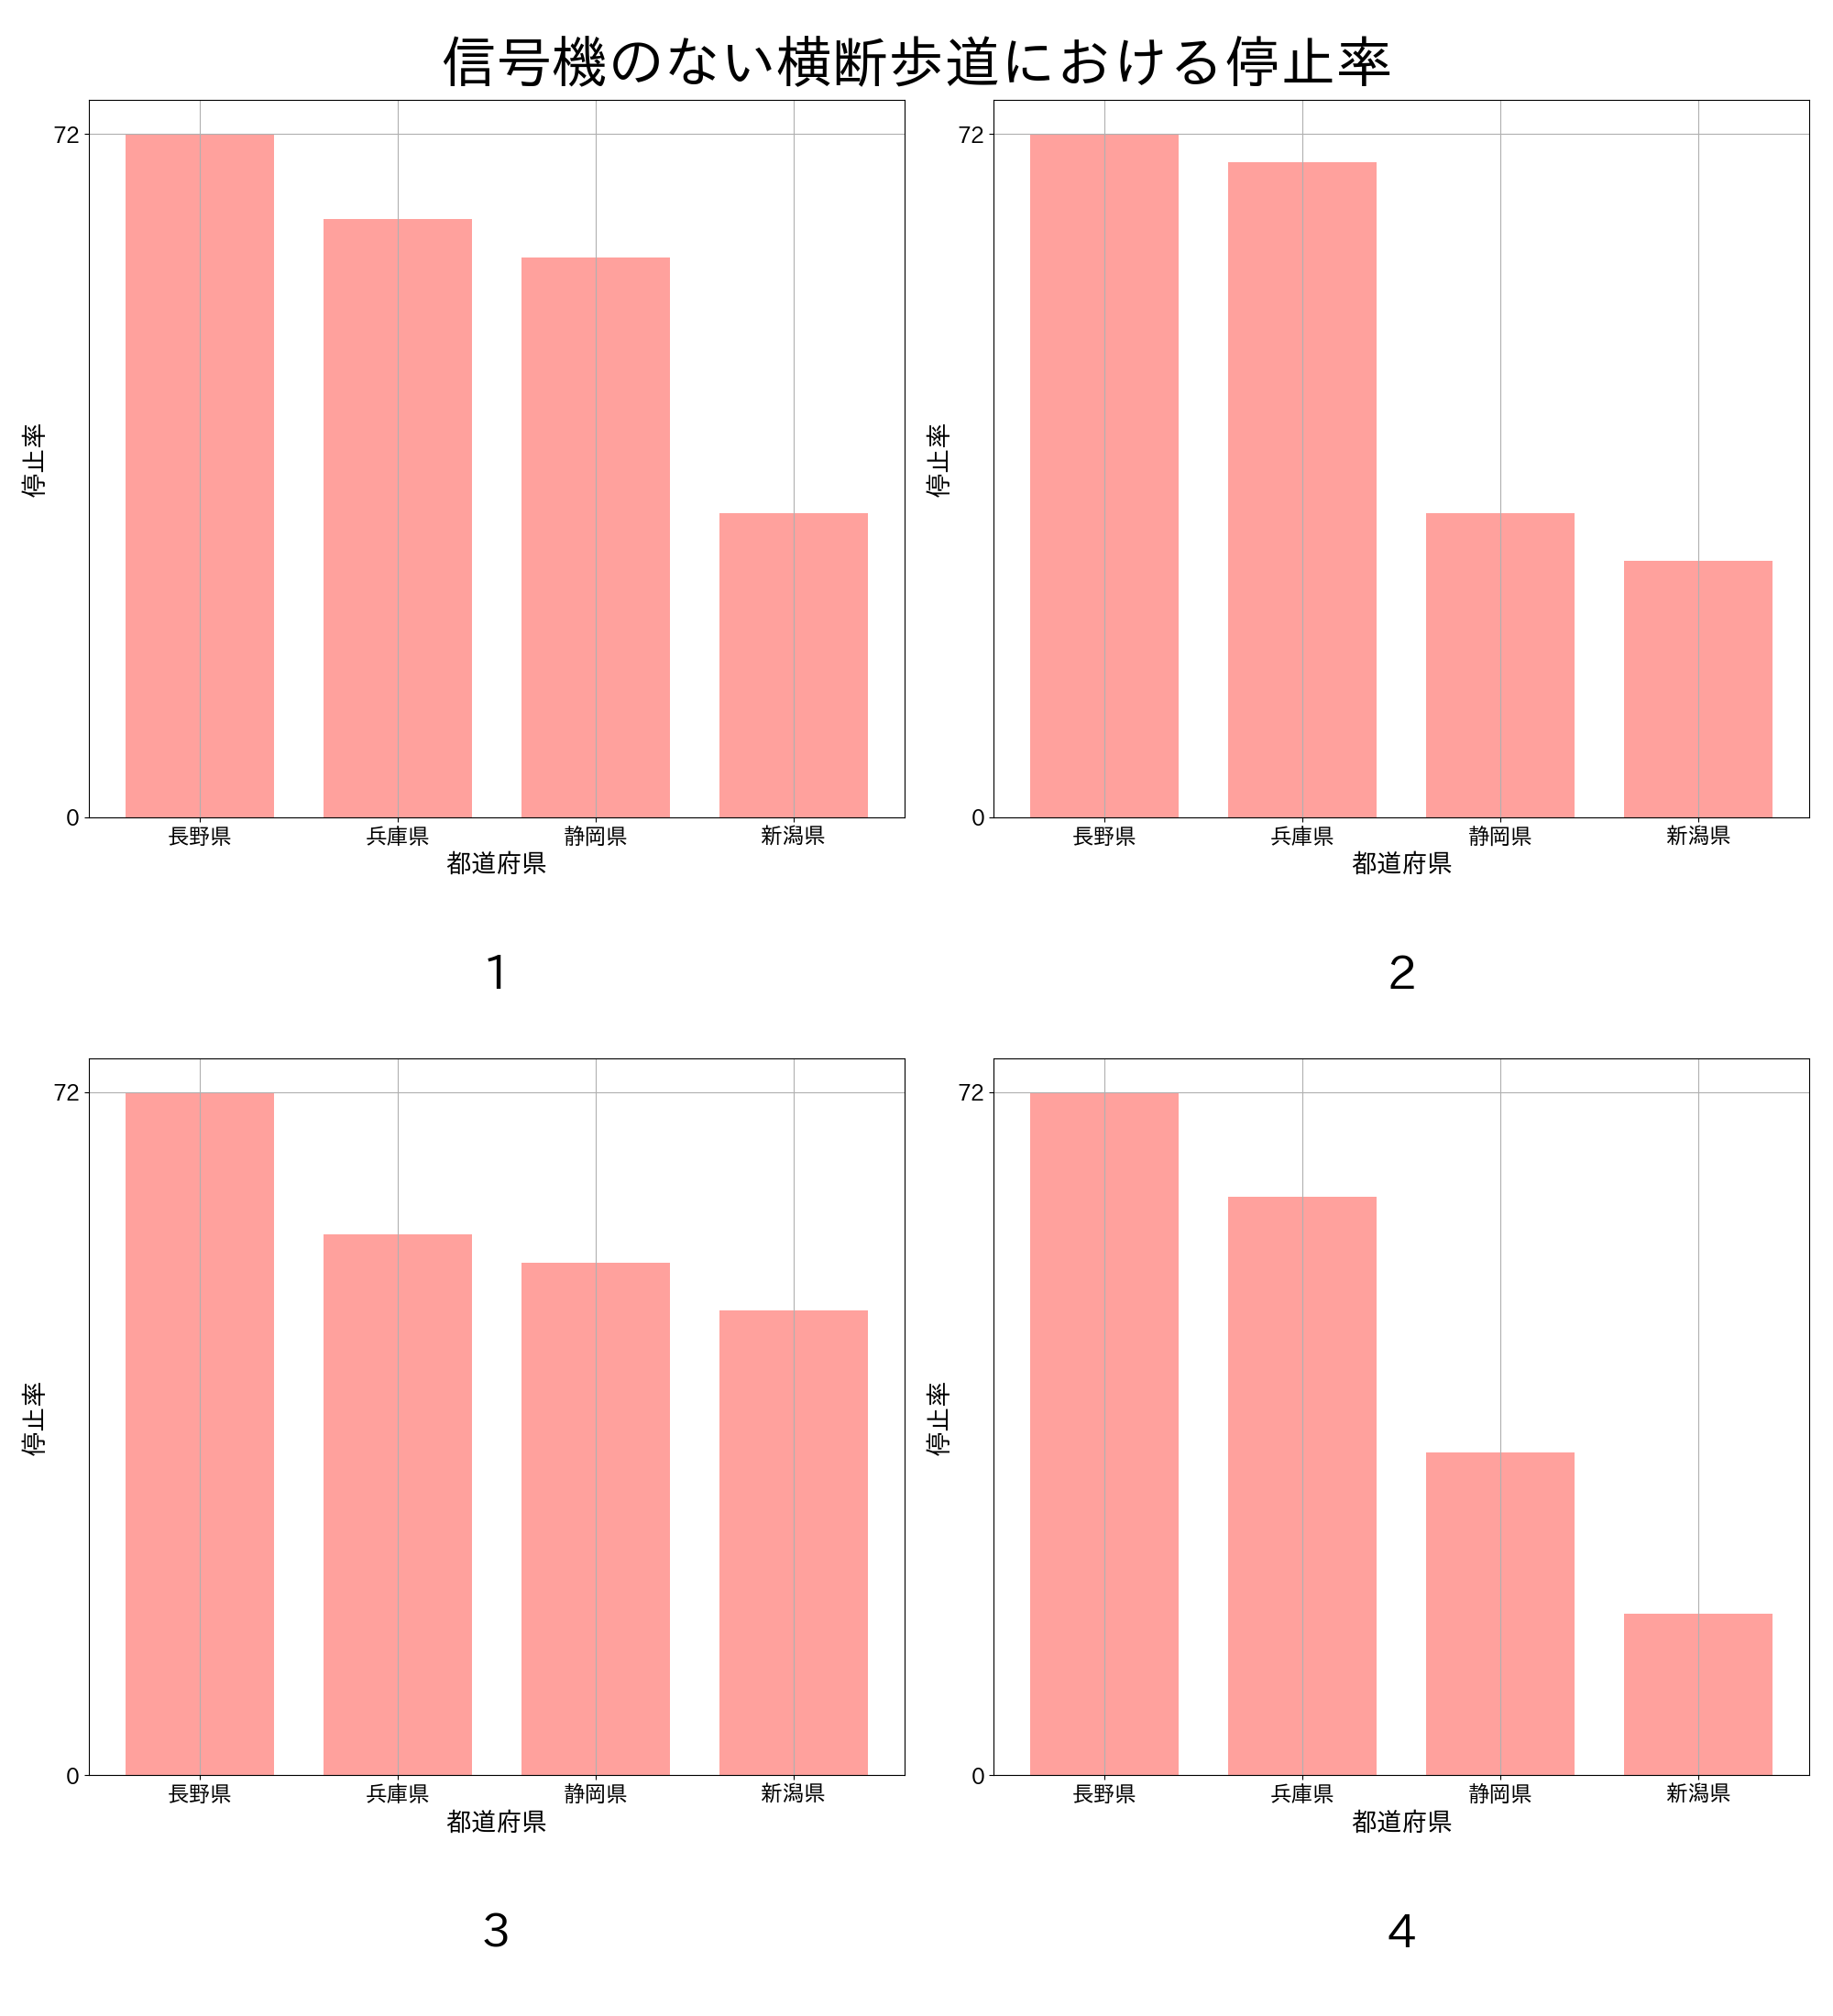 信号機のない横断歩道における停止率
72
停止率
0
長野県 兵庫県 静岡県 新潟県
都道府県
1
72
停止率
0
長野県 兵庫県 静岡県 新潟県
都道府県
2
72
停止率
0
長野県 兵庫県 静岡県 新潟県
都道府県
3
72
停止率
0
長野県 兵庫県 静岡県 新潟県
都道府県
4